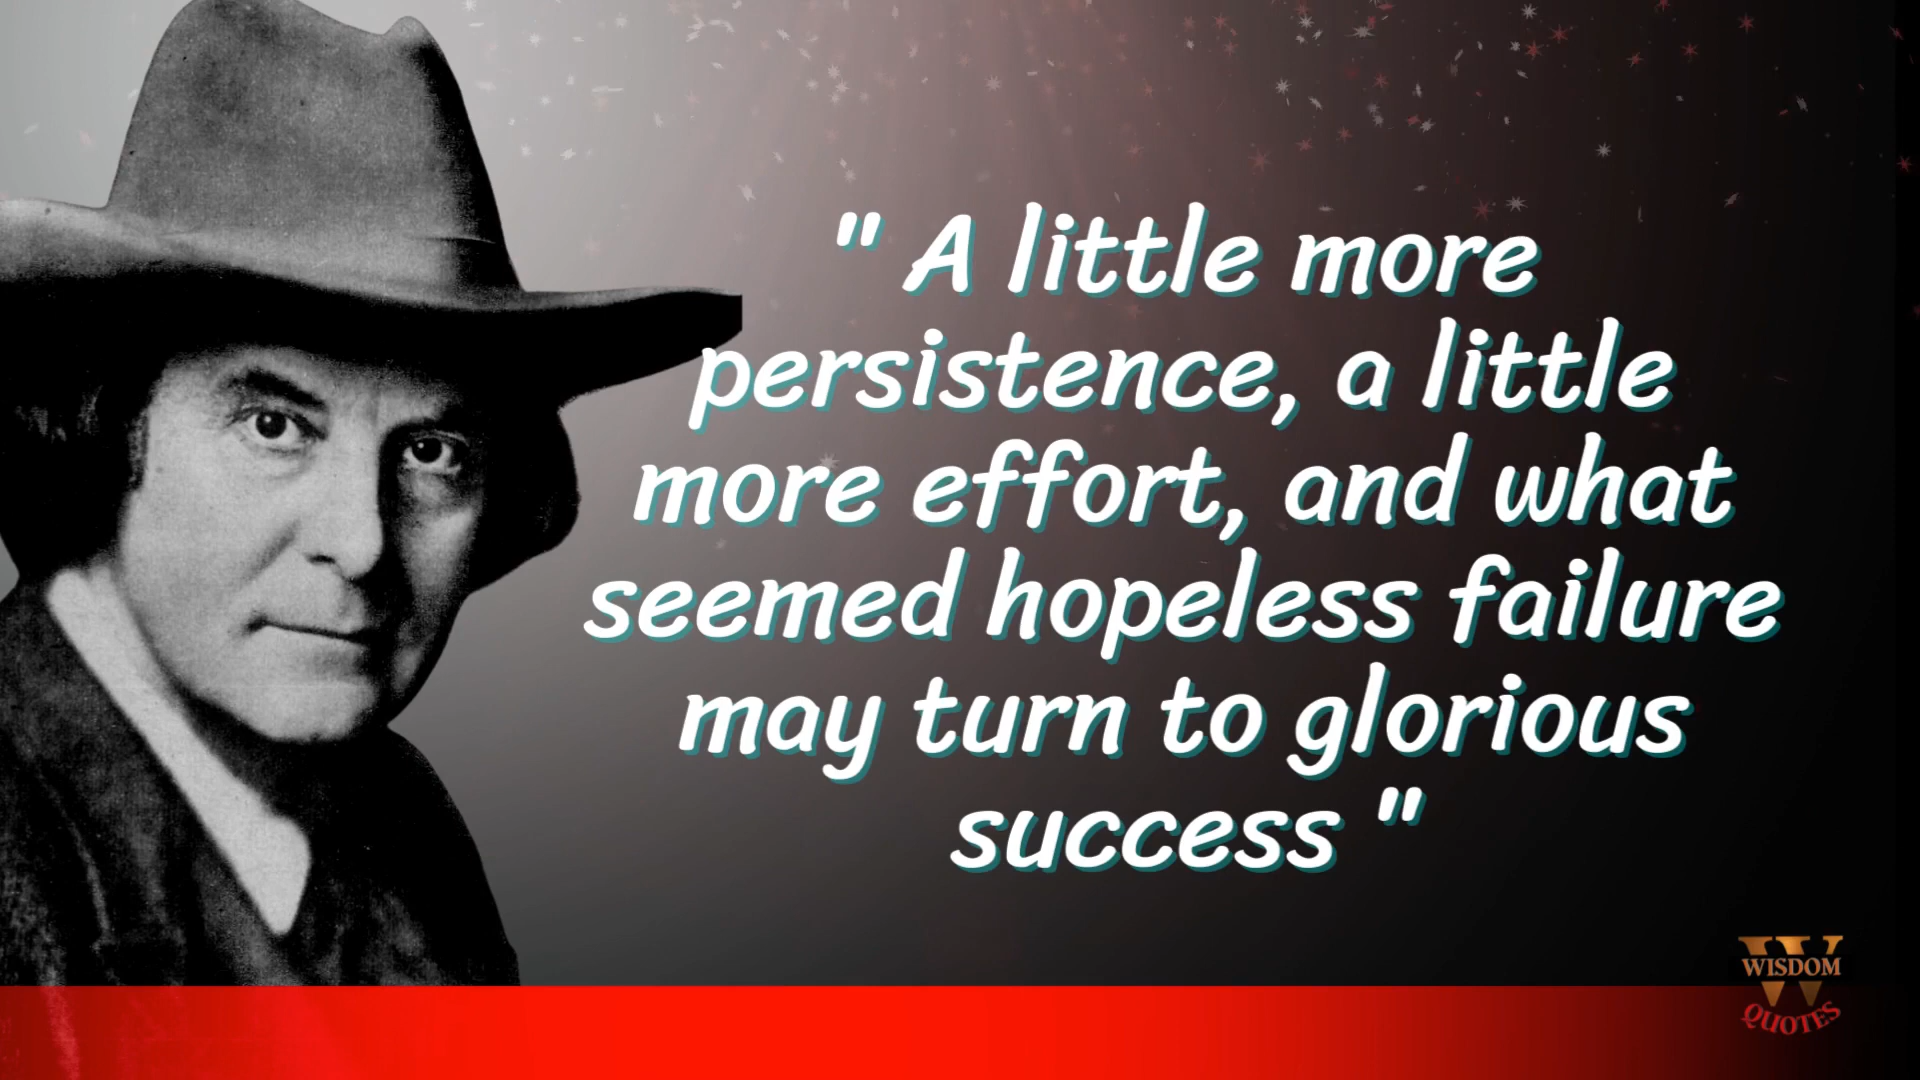 " A little more
persistence, a little
more effort, and what
seemed hopeless failure
may turn to glorious
success "
W
WISDOM
QUOTES